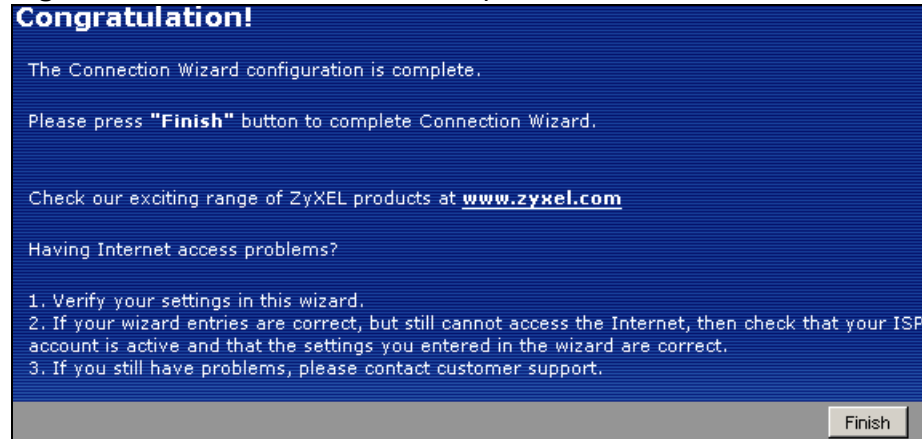 Congratulation!
The Connection Wizard configuration is complete.
Please press "Finish" button to complete Connection Wizard.
Check our exciting range of ZyXEL products at www.zyxel.com
Having Internet access problems?
1. Verify your settings in this wizard.
2. If your wizard entries are correct, but still cannot access the Internet, then check that your ISP
account is active and that the settings you entered in the wizard are correct.
3. If you still have problems, please contact customer support.
Finish